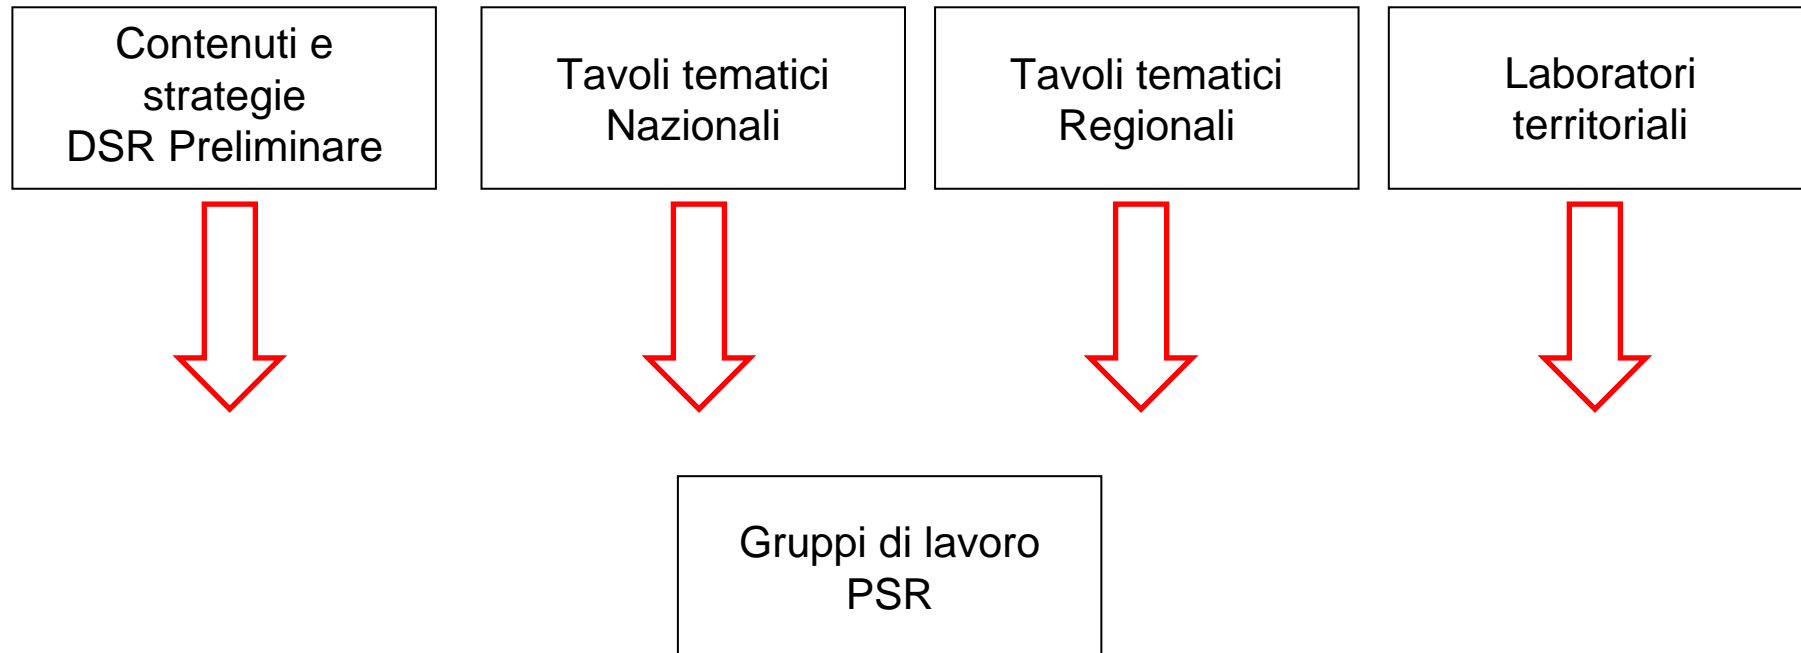 Contenuti e
strategie
DSR Preliminare
Tavoli tematici
Nazionali
Tavoli tematici
Regionali
Laboratori
territoriali
Gruppi di lavoro
PSR